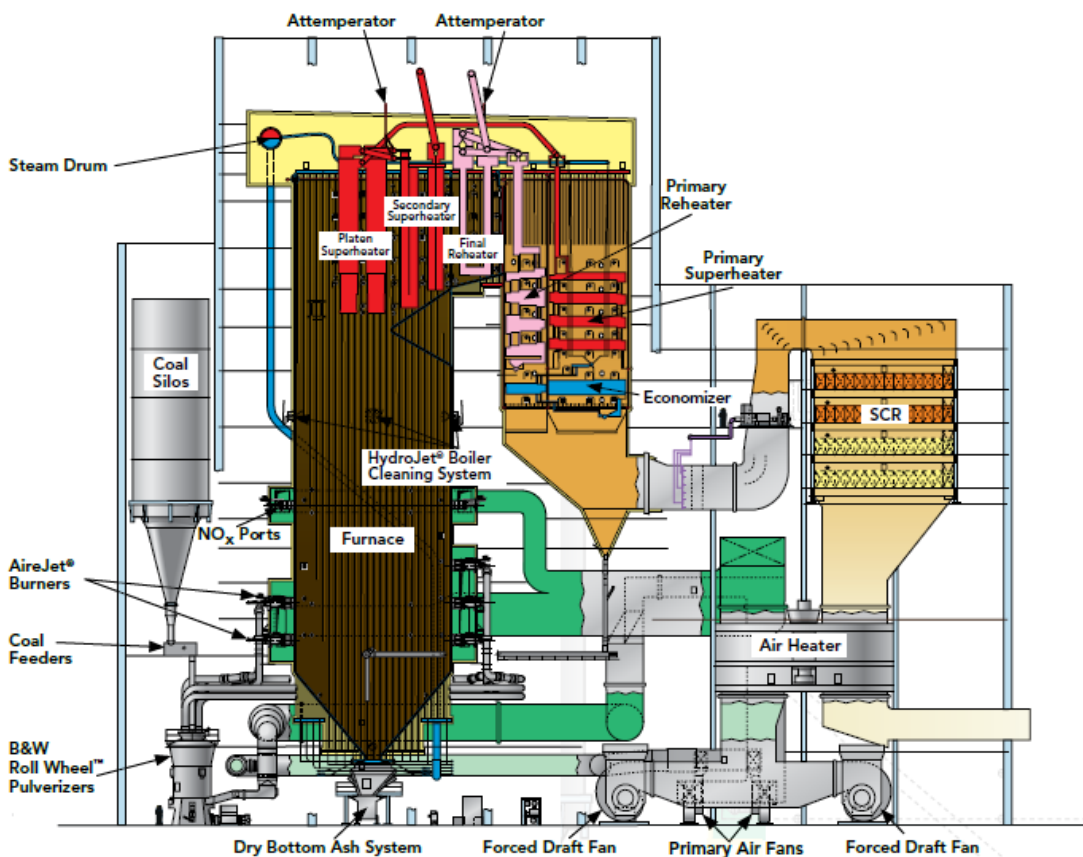 Attemperator
Attemperator
Steam Drum
Primary
Reheater
Secondary
Superheater
Platen
Superheater
Final
Reheater
Primary
Superheater
Coal
Silos
Economizer
SCR
HydroJet® Boiler
Cleaning System
NOx Ports
Furnace
AireJet®
Burners
Coal
Feeders
Air Heater
B&W
Roll Wheel™
Pulverizers
Dry Bottom Ash System
Forced Draft Fan
Primary Air Fans
Forced Draft Fan